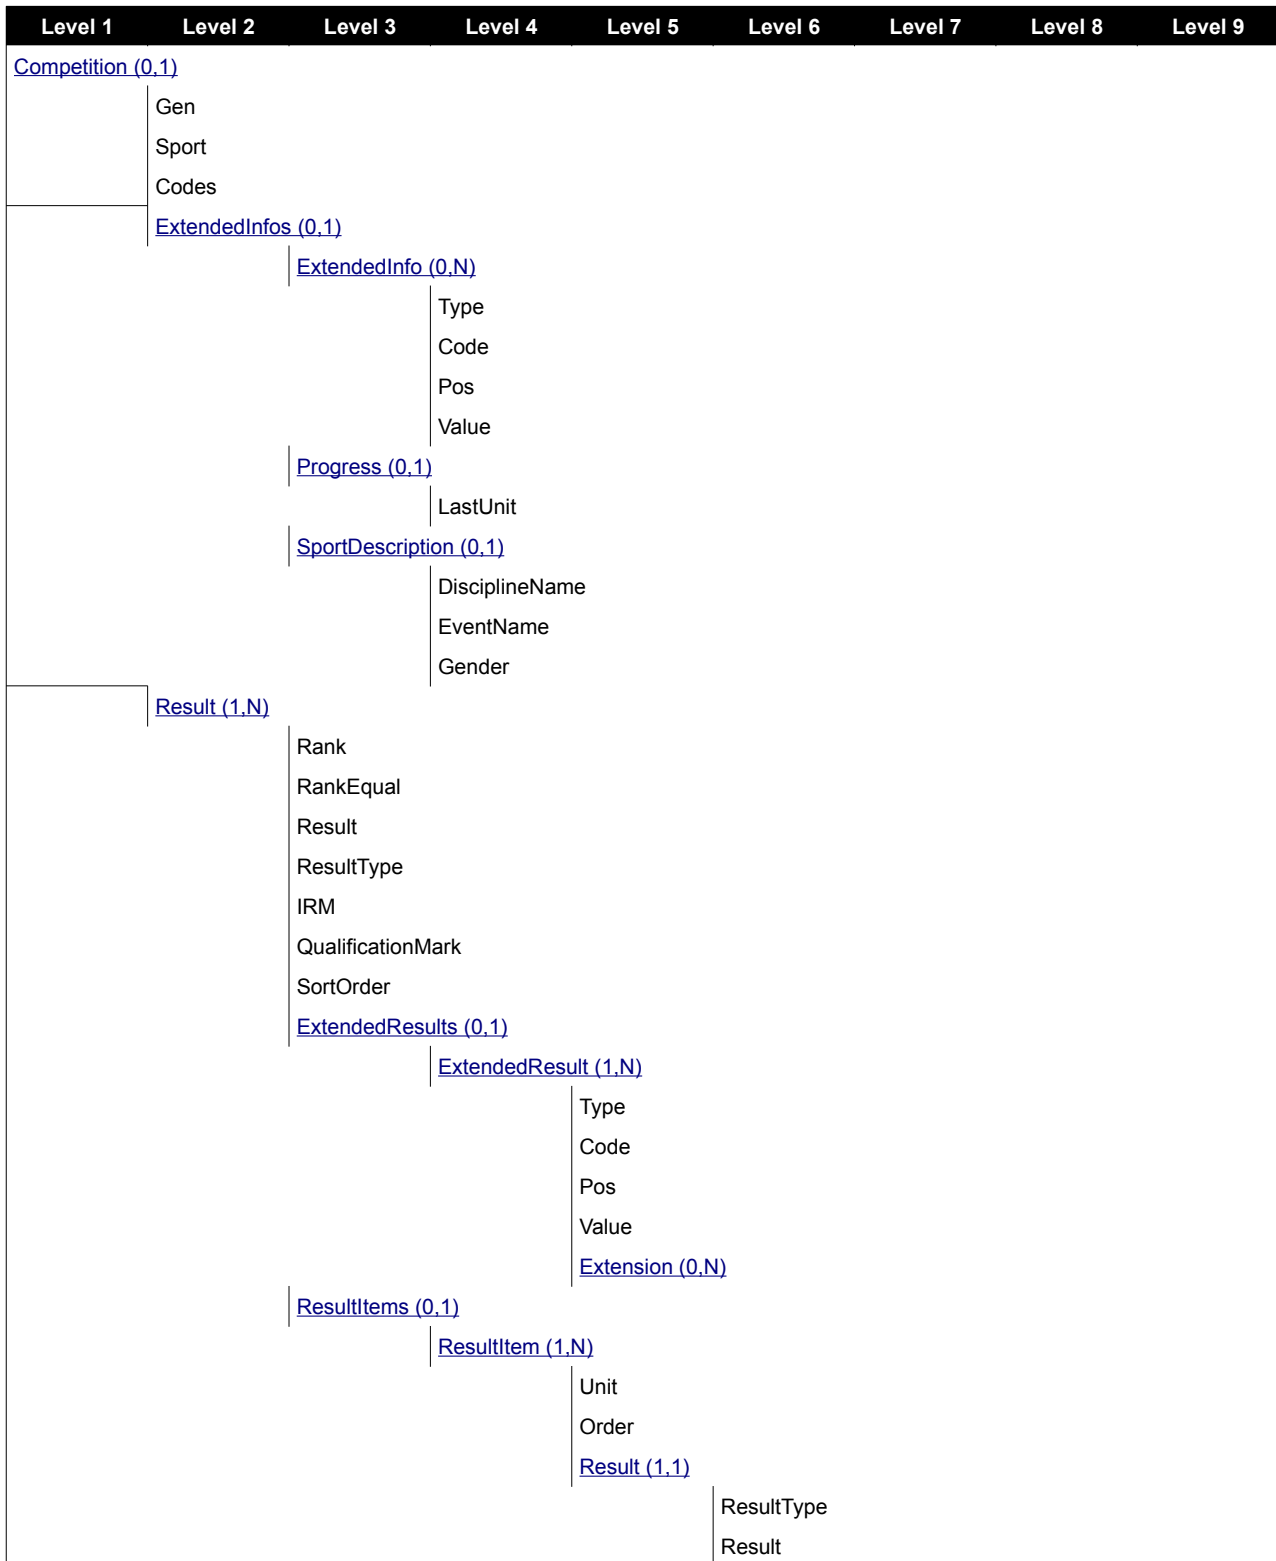 Level 1 Level 2 Level 3 Level 4 Level 5 Level 6 Level 7 Level 8 Level 9
Competition (0,1)
Gen
Sport
Codes
ExtendedInfos (0,1)
ExtendedInfo (0,N)
Type
Code
Pos
Value
Progress (0,1)
LastUnit
SportDescription (0,1)
DisciplineName
EventName
Gender
Result (1,N)
Rank
RankEqual
Result
ResultType
IRM
QualificationMark
SortOrder
ExtendedResults (0,1)
ExtendedResult (1,N)
Type
Code
Pos
Value
Extension (0,N)
ResultItems (0,1)
ResultItem (1,N)
Unit
Order
Result (1,1)
ResultType
Result